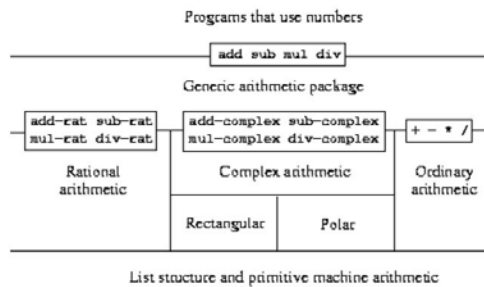 Programs that use numbers
add sub mul div
Generic arithmetic package
add-rat sub-rat
mul-rat div-rat
add-complex sub-complex
mul-complex div-complex
+ - * /
Rational
arithmetic
Complex arithmetic
Ordinary
arithmetic
Rectangular
Polar
List structure and primitive machine arithmetic